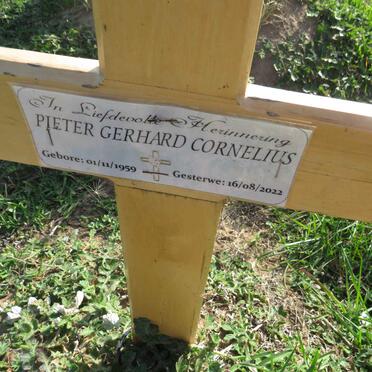 In Liefdevolle Herinnering
PIETER GERHARD CORNELIUS
Gebore: 01/11/1959
Gesterwe: 16/08/2022